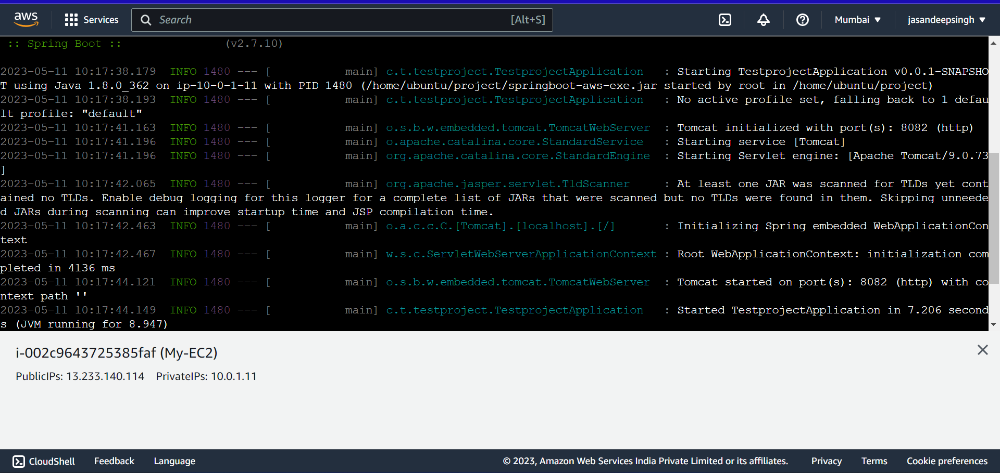 aws Services Search [Alt+S] Mumbai jasandeepsingh
:: Spring Boot :: (v2.7.10)
2023-05-11 10:17:38.179 INFO 1480 --- [ main] c.t.testproject.TestprojectApplication : Starting TestprojectApplication v0.0.1-SNAPSHO
T using Java 1.8.0_362 on ip-10-0-1-11 with PID 1480 (/home/ubuntu/project/springboot-aws-exe.jar started by root in /home/ubuntu/project)
2023-05-11 10:17:38.193 INFO 1480 --- [ main] c.t.testproject.TestprojectApplication : No active profile set, falling back to 1 defau
lt profile: "default"
2023-05-11 10:17:41.163 INFO 1480 --- [ main] o.s.b.w.embedded.tomcat.TomcatWebServer : Tomcat initialized with port(s): 8082 (http)
2023-05-11 10:17:41.196 INFO 1480 --- [ main] o.apache.catalina.core.StandardService : Starting service [Tomcat]
2023-05-11 10:17:41.196 INFO 1480 --- [ main] org.apache.catalina.core.StandardEngine : Starting Servlet engine: [Apache Tomcat/9.0.73
]
2023-05-11 10:17:42.065 INFO 1480 --- [ main] org.apache.jasper.servlet.TldScanner : At least one JAR was scanned for TLDs yet cont
ained no TLDs. Enable debug logging for this logger for a complete list of JARs that were scanned but no TLDs were found in them. Skipping unneede
d JARs during scanning can improve startup time and JSP compilation time.
2023-05-11 10:17:42.463 INFO 1480 --- [ main] o.a.c.c.C.[Tomcat].[localhost].[/] : Initializing Spring embedded WebApplicationCon
text
2023-05-11 10:17:42.467 INFO 1480 --- [ main] w.s.c.ServletWebServerApplicationContext : Root WebApplicationContext: initialization com
pleted in 4136 ms
2023-05-11 10:17:44.121 INFO 1480 --- [ main] o.s.b.w.embedded.tomcat.TomcatWebServer : Tomcat started on port(s): 8082 (http) with co
ntext path ''
2023-05-11 10:17:44.149 INFO 1480 --- [ main] c.t.testproject.TestprojectApplication : Started TestprojectApplication in 7.206 second
s (JVM running for 8.947)
i-002c9643725385faf (My-EC2)
PublicIPs: 13.233.140.114 PrivateIPs: 10.0.1.11
CloudShell Feedback Language © 2023, Amazon Web Services India Private Limited or its affiliates. Privacy Terms Cookie preferences